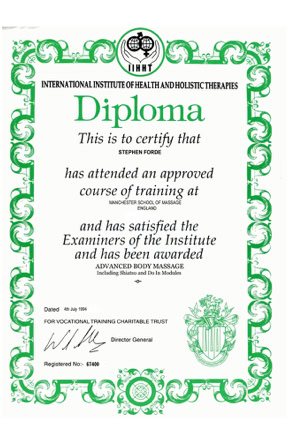 IIHHT
INTERNATIONAL INSTITUTE OF HEALTH AND HOLISTIC THERAPIES
Diploma
This is to certify that
STEPHEN FORDE
has attended an approved
course of training at
MANCHESTER SCHOOL OF MASSAGE
ENGLAND
and has satisfied the
Examiners of the Institute
and has been awarded
ADVANCED BODY MASSAGE
Including Shiatsu and Do In Modules
Dated 4th July 1994
FOR VOCATIONAL TRAINING CHARITABLE TRUST
Director General
Registered No:- 67400